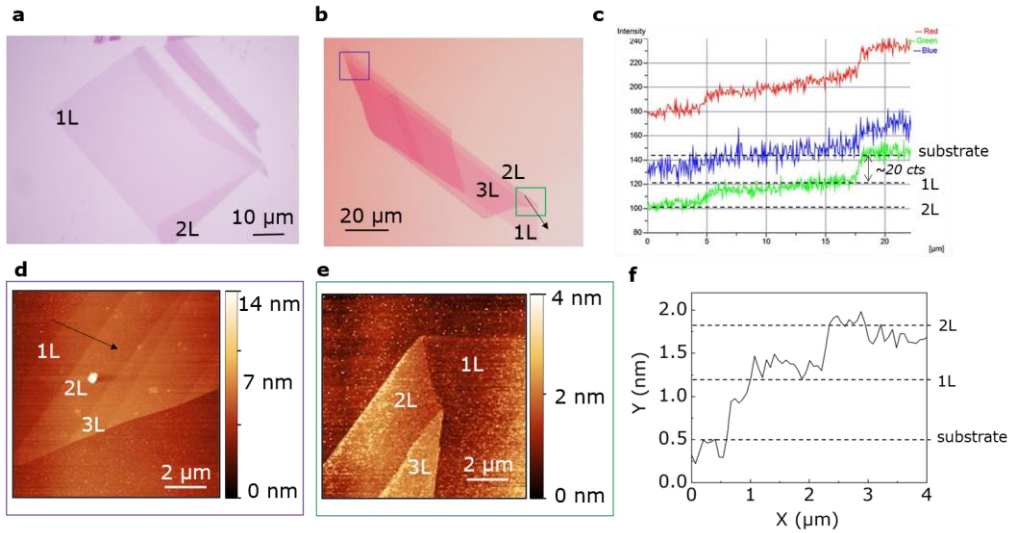 a
1L
2L
10 µm
b
2L
3L
1L
20 µm
c
Intensity
Red
Green
Blue
240
220
200
180
160
140
120
100
80
0
5
10
15
20
[µm]
substrate
~20 cts
1L
2L
d
1L
2L
3L
2 µm
14 nm
7 nm
0 nm
e
1L
2L
3L
2 µm
4 nm
2 nm
0 nm
f
Y (nm)
2.0
1.5
1.0
0.5
0.0
0
1
2
3
4
X (µm)
2L
1L
substrate